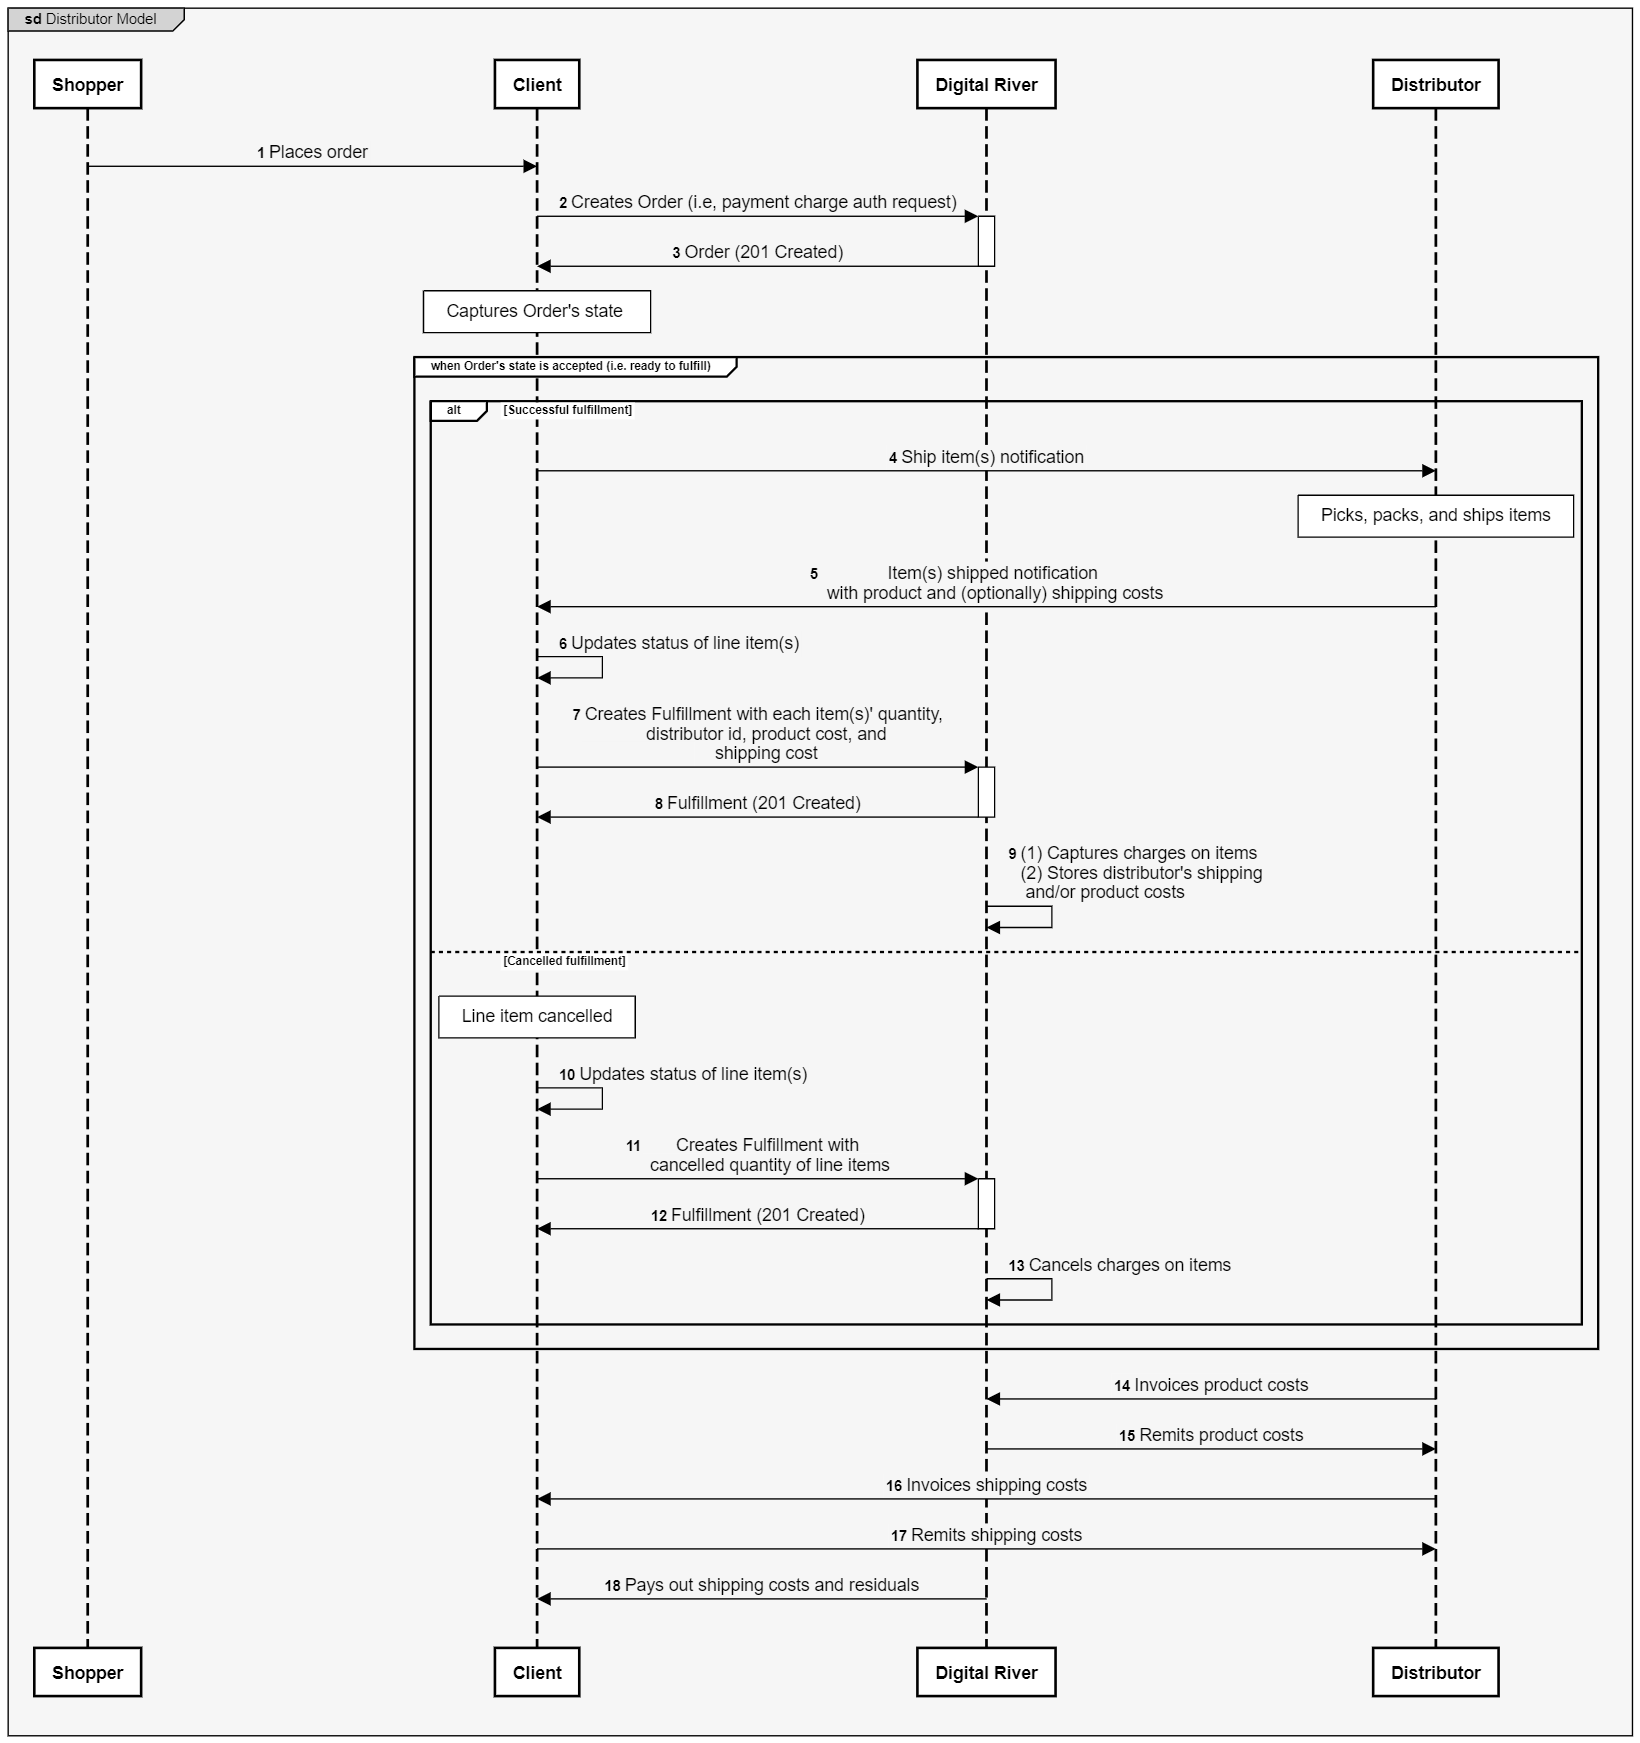 sd Distributor Model
Shopper
Client
Digital River
Distributor
1 Places order
2 Creates Order (i.e, payment charge auth request)
3 Order (201 Created)
Captures Order's state
when Order's state is accepted (i.e. ready to fulfill)
alt [Successful fulfillment]
4 Ship item(s) notification
Picks, packs, and ships items
5 Item(s) shipped notification
with product and (optionally) shipping costs
6 Updates status of line item(s)
7 Creates Fulfillment with each item(s)' quantity,
distributor id, product cost, and
shipping cost
8 Fulfillment (201 Created)
9 (1) Captures charges on items
(2) Stores distributor's shipping
and/or product costs
[Cancelled fulfillment]
Line item cancelled
10 Updates status of line item(s)
11 Creates Fulfillment with
cancelled quantity of line items
12 Fulfillment (201 Created)
13 Cancels charges on items
14 Invoices product costs
15 Remits product costs
16 Invoices shipping costs
17 Remits shipping costs
18 Pays out shipping costs and residuals
Shopper
Client
Digital River
Distributor